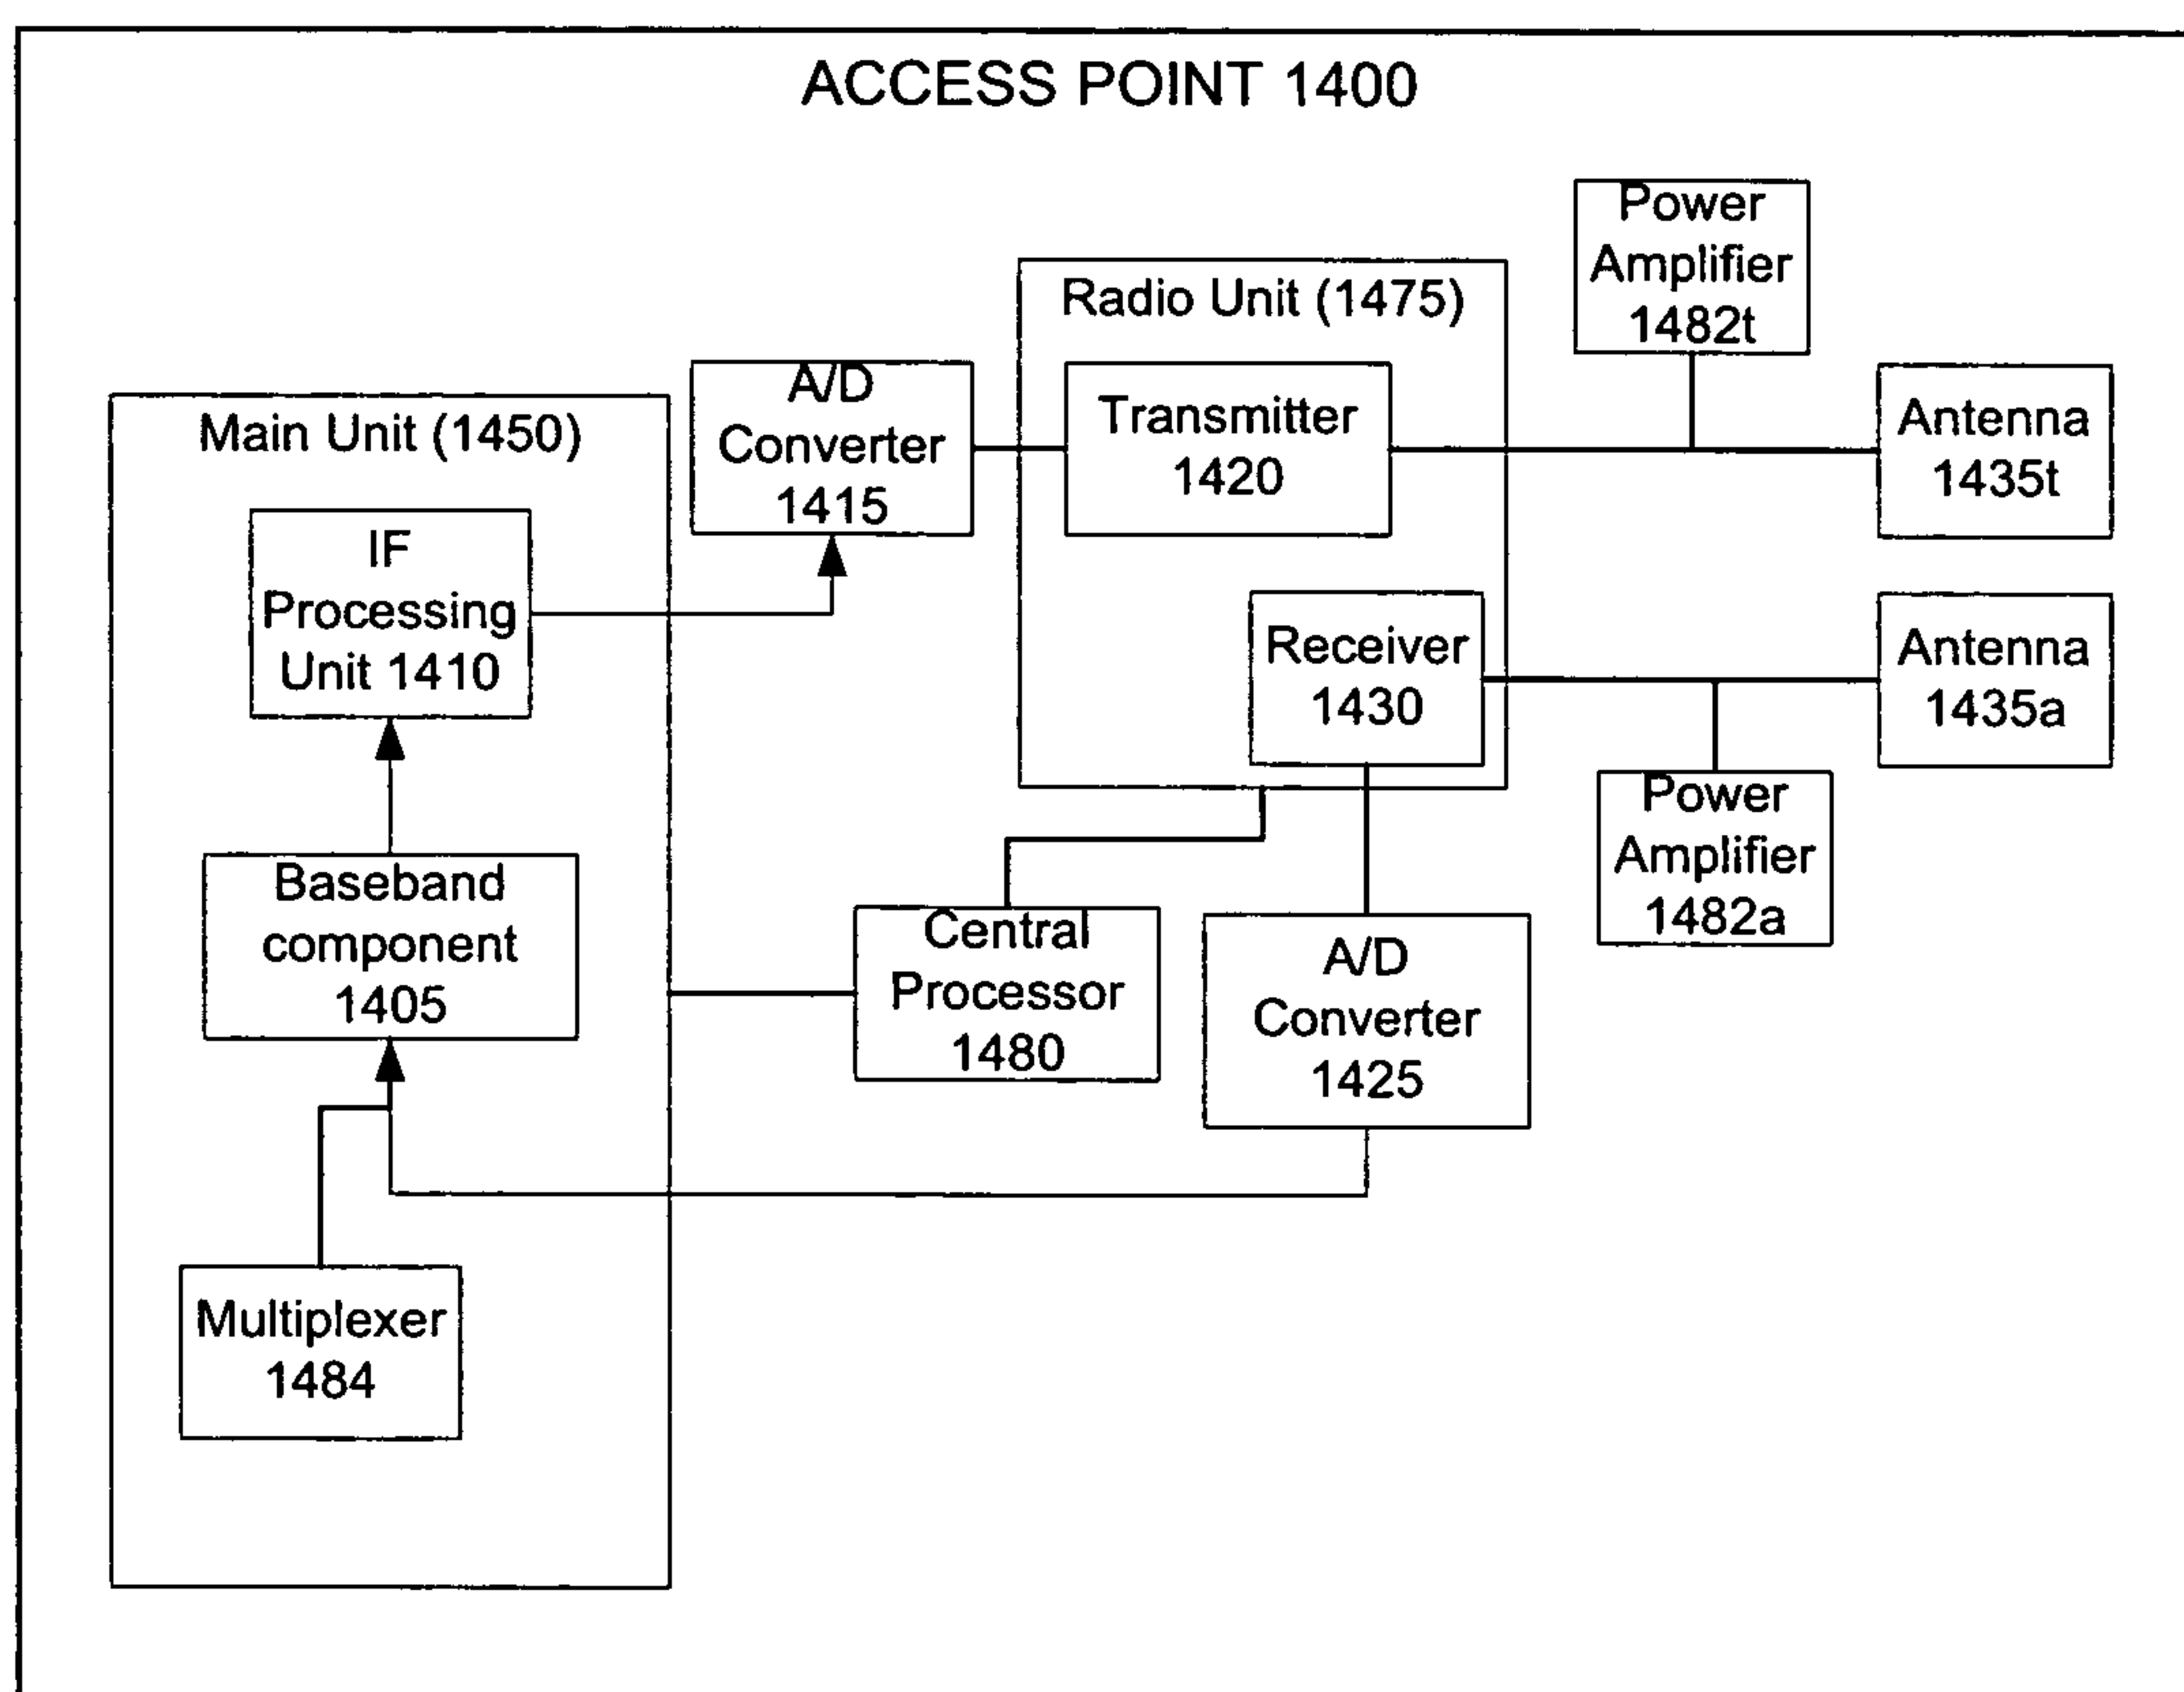 ACCESS POINT 1400
Power
Amplifier
1482t
Radio Unit (1475)
A/D
Converter
1415
Transmitter
1420
Antenna
1435t
Main Unit (1450)
IF
Processing
Unit 1410
Receiver
1430
Antenna
1435a
Power
Amplifier
1482a
Baseband
component
1405
Central
Processor
1480
A/D
Converter
1425
Multiplexer
1484